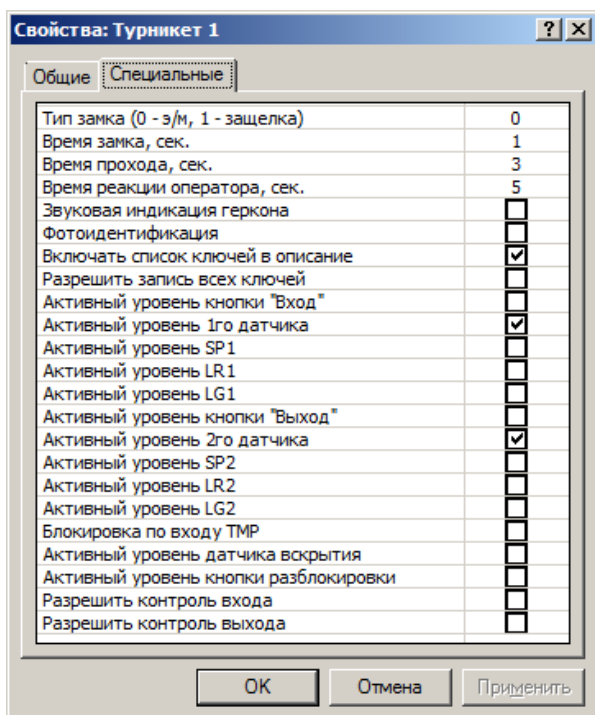 Свойства: Турникет 1
Общие Специальные
Тип замка (0 - э/м, 1 - защелка) 0
Время замка, сек. 1
Время прохода, сек. 3
Время реакции оператора, сек. 5
Звуковая индикация геркона
Фотоидентификация
Включать список ключей в описание
Разрешить запись всех ключей
Активный уровень кнопки "Вход"
Активный уровень 1го датчика
Активный уровень SP1
Активный уровень LR1
Активный уровень LG1
Активный уровень кнопки "Выход"
Активный уровень 2го датчика
Активный уровень SP2
Активный уровень LR2
Активный уровень LG2
Блокировка по входу TMP
Активный уровень датчика вскрытия
Активный уровень кнопки разблокировки
Разрешить контроль входа
Разрешить контроль выхода
OK Отмена Применить